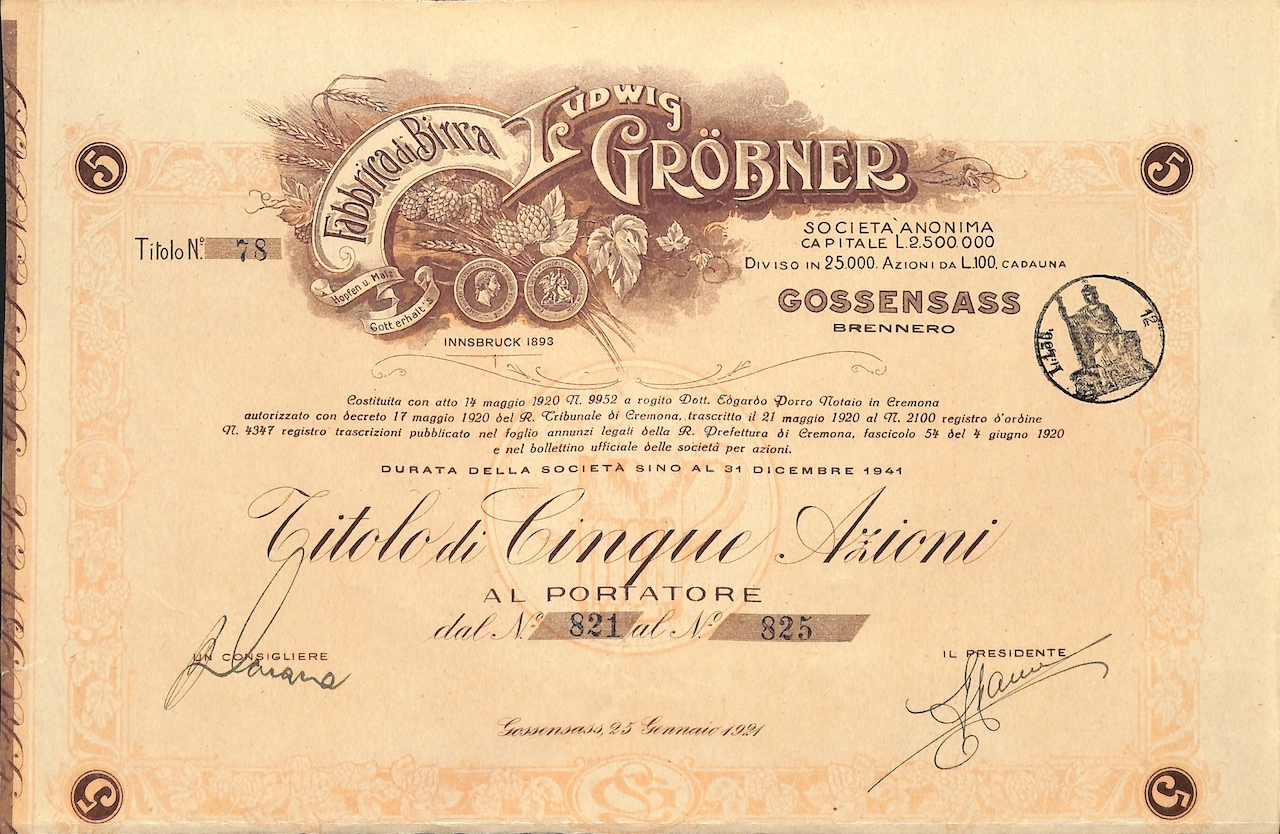 5
5
Fabbrica di Birra
LUDWIG
GRÖBNER
Titolo N.º 78
Hopfen u. Malz
Gott erhalt's
INNSBRUCK 1893
SOCIETÀ ANONIMA
CAPITALE L.2.500.000
DIVISO IN 25.000. AZIONI DA L.100, CADAUNA
GOSSENSASS
BRENNERO
Costituita con atto 14 maggio 1920 N. 9952 a rogito Dott. Edgardo Porro Notaio in Cremona
autorizzato con decreto 17 maggio 1920 del R. Tribunale di Cremona, trascritto il 21 maggio 1920 al N. 2100 registro d'ordine
N. 4347 registro trascrizioni pubblicato nel foglio annunzi legali della R. Prefettura di Cremona, fascicolo 54 del 4 giugno 1920
e nel bollettino ufficiale delle società per azioni.
DURATA DELLA SOCIETÀ SINO AL 31 DICEMBRE 1941
Titolo di Cinque Azioni
AL PORTATORE
dal N.º 821 al N.º 825
UN CONSIGLIERE
IL PRESIDENTE
Gossensass, 25 Gennaio 1921
5
5